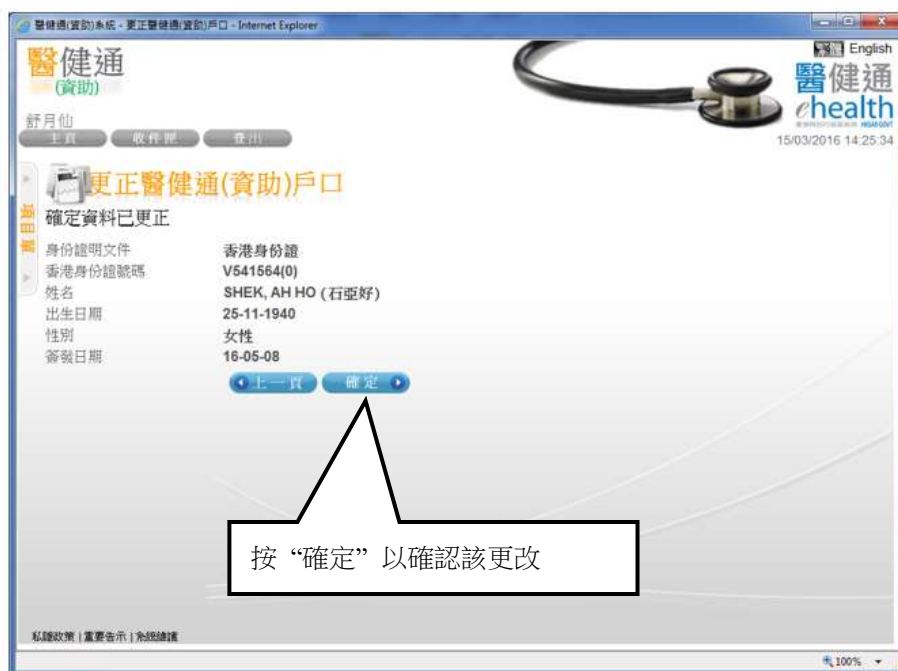 醫健通(資助)系統 - 更正醫健通(資助)戶口 - Internet Explorer
English
醫健通
(資助)
醫健通
ehealth
舒月仙
主頁 收件匣 登出
15/03/2016 14:25:34
更正醫健通(資助)戶口
項目單
確定資料已更正
身份證明文件 香港身份證
香港身份證號碼 V541564(0)
姓名 SHEK, AH HO (石亞好)
出生日期 25-11-1940
性別 女性
簽發日期 16-05-08
上一頁 確定
按“確定”以確認該更改
私隱政策 | 重要告示 | 系統維護
100%